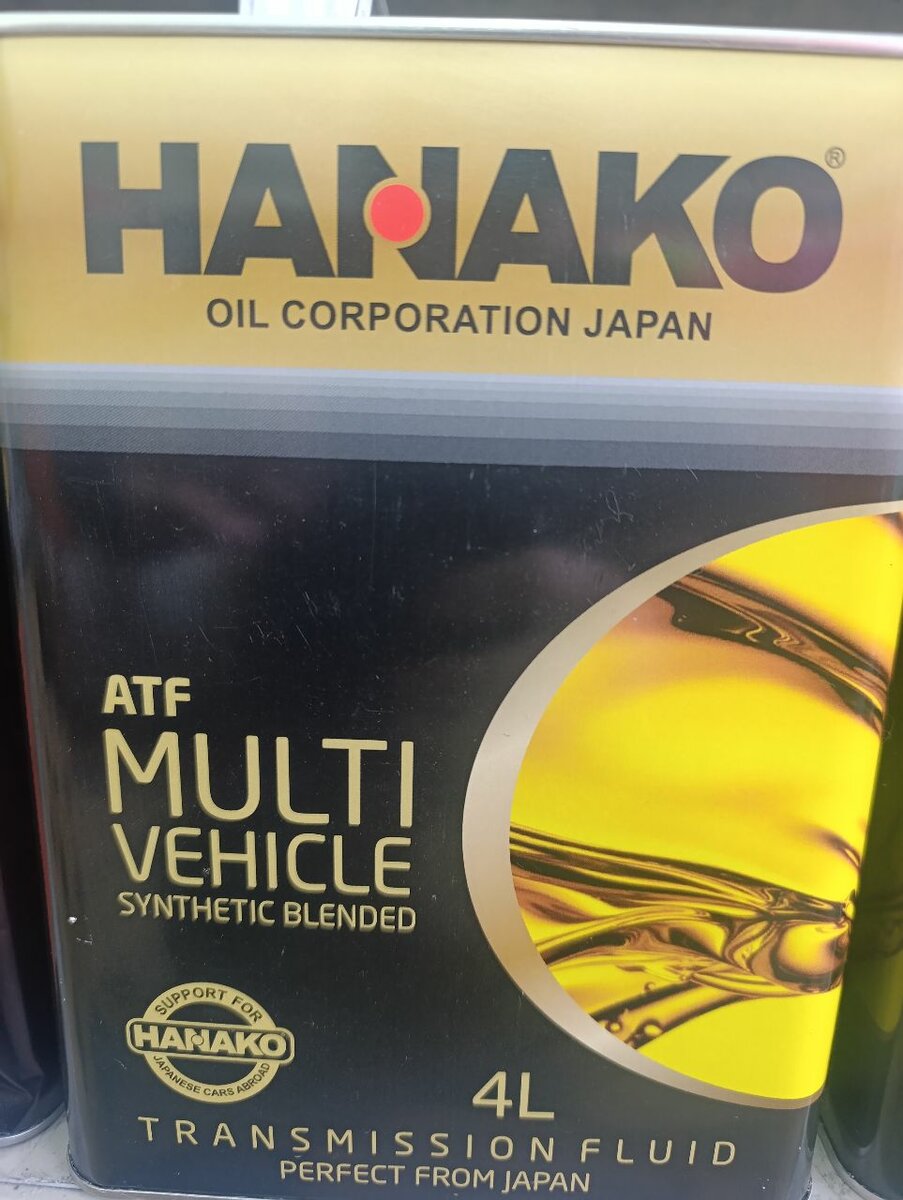 HANAKO®
OIL CORPORATION JAPAN
ATF
MULTI
VEHICLE
SYNTHETIC BLENDED
SUPPORT FOR
HANAKO
JAPANESE CARS ABROAD
4L
TRANSMISSION FLUID
PERFECT FROM JAPAN